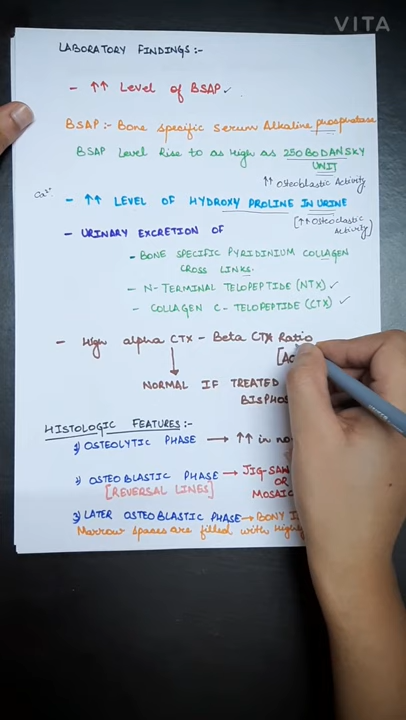 VITA
LABORATORY FINDINGS:-
- ↑↑ Level of BSAP ✓
BSAP:- Bone specific serum Alkaline phosphatase
BSAP Level Rise to as High as 250 BODANSKY
UNIT
↑↑ Osteoblastic Activity
Ca²⁺
- ↑↑ LEVEL OF HYDROXY PROLINE IN URINE
[↑↑Osteoclastic
Activity]
- URINARY EXCRETION OF
- BONE SPECIFIC PYRIDINIUM COLLAGEN
CROSS LINKS.
- N-TERMINAL TELOPEPTIDE (NTX) ✓
- COLLAGEN C-TELOPEPTIDE (CTX) ✓
- High alpha CTX - Beta CTX Ratio
NORMAL IF TREATED
HISTOLOGIC FEATURES:-
1) OSTEOLYTIC PHASE → ↑↑ in
2) OSTEOBLASTIC PHASE → JIG-SAW
[REVERSAL LINES] OR
MOSAIC
3) LATER OSTEOBLASTIC PHASE → BONY
Marrow spaces are filled with